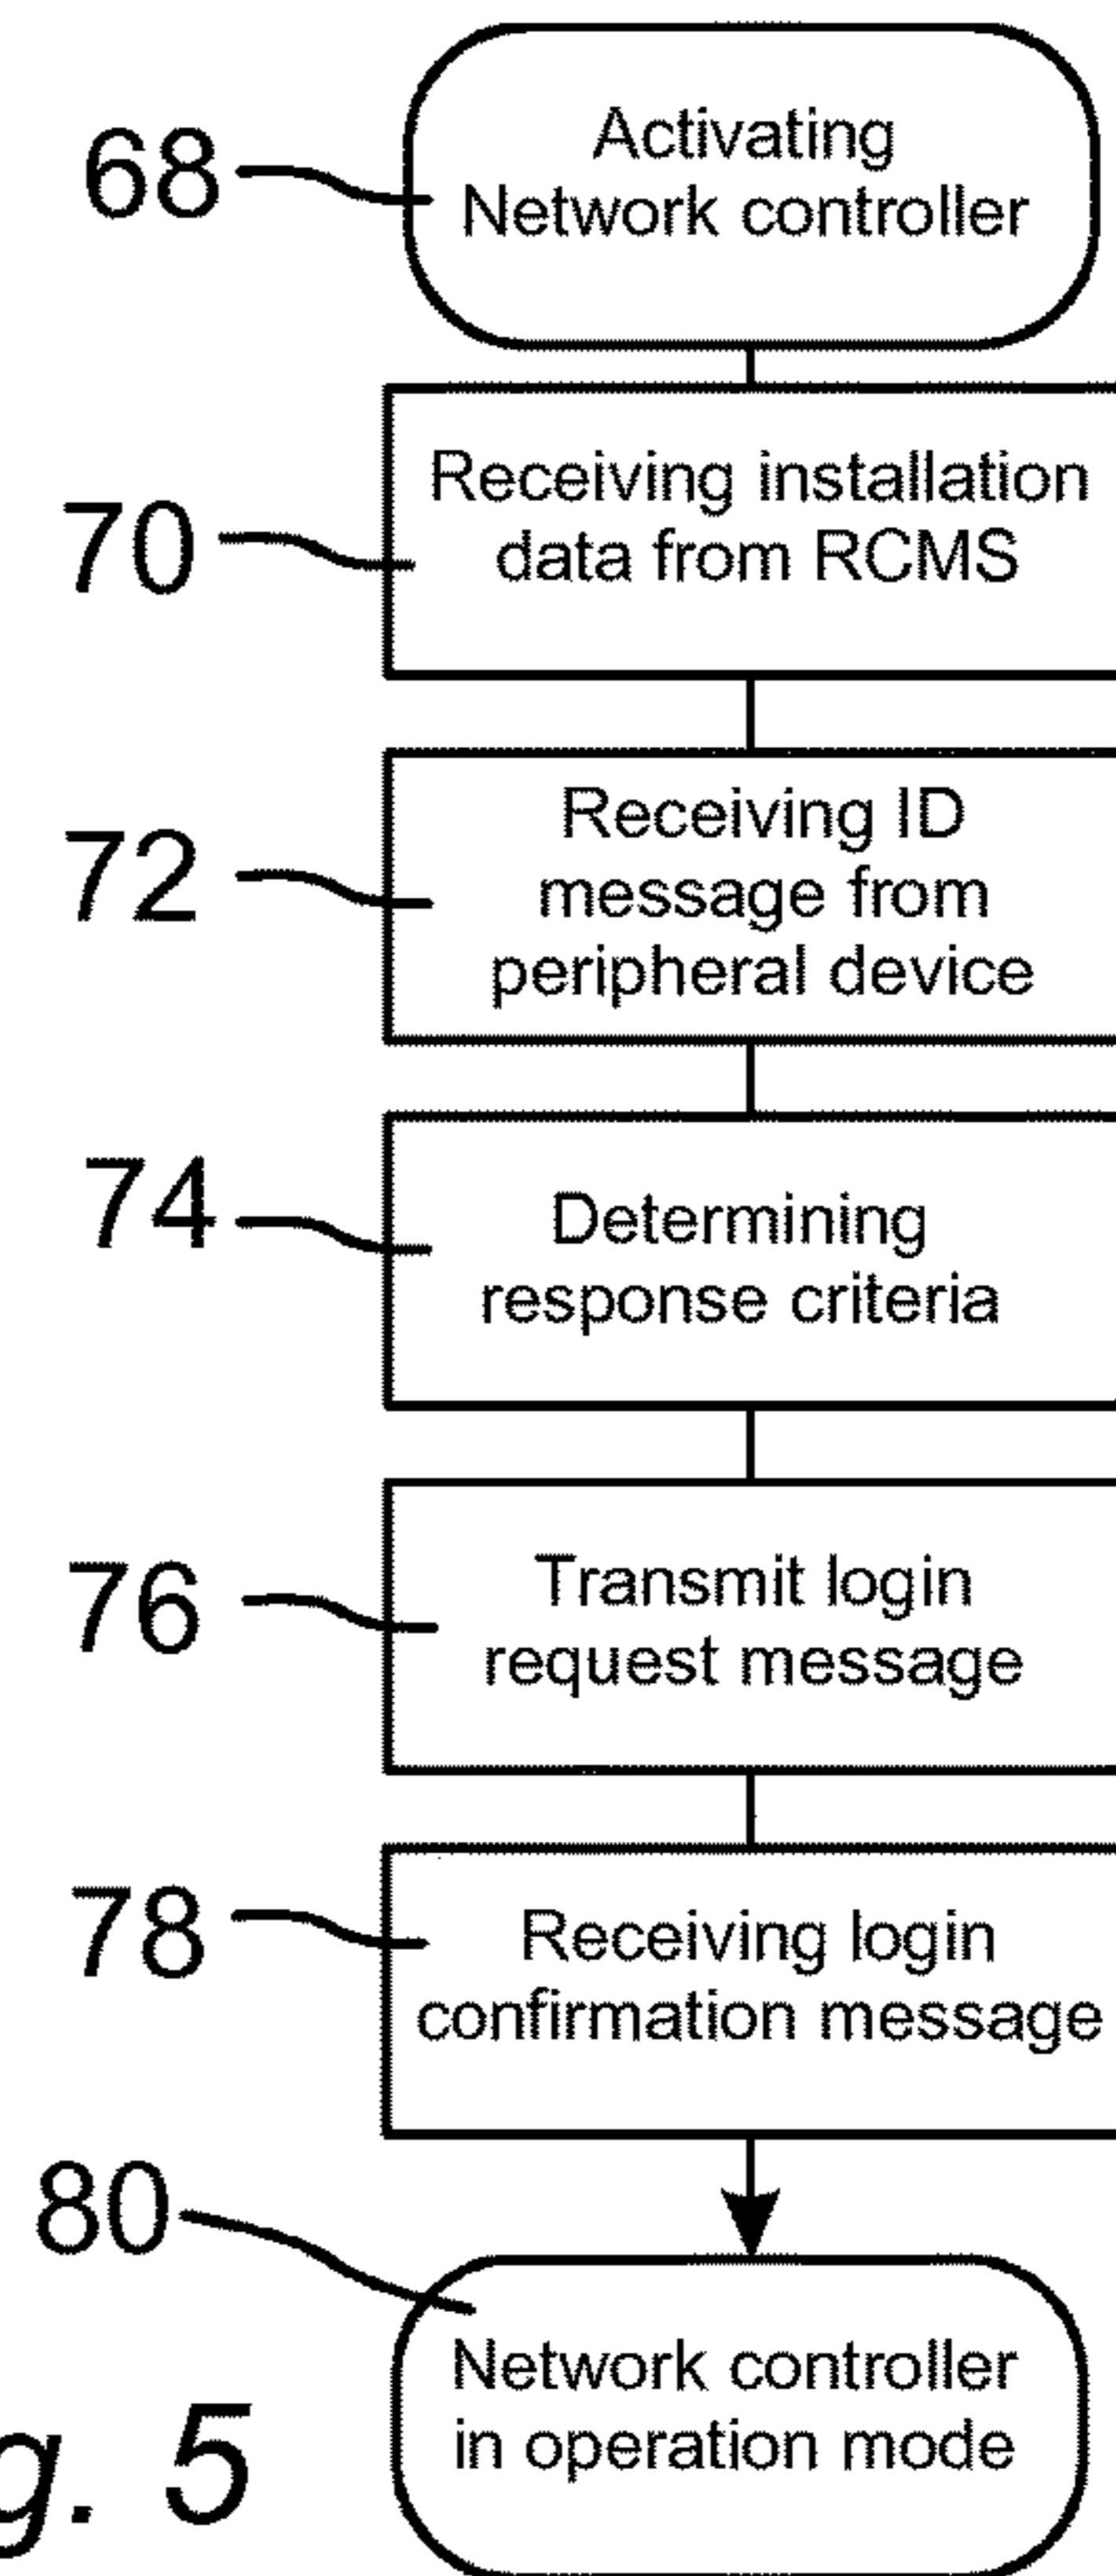 68
Activating
Network controller
70
Receiving installation
data from RCMS
72
Receiving ID
message from
peripheral device
74
Determining
response criteria
76
Transmit login
request message
78
Receiving login
confirmation message
80
Network controller
in operation mode
g. 5